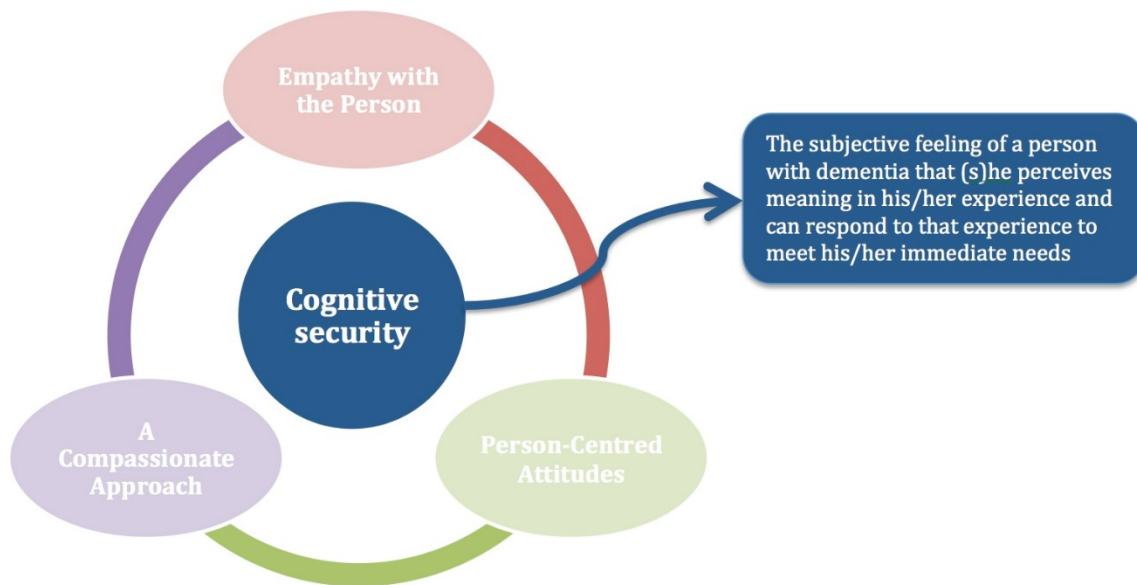 Empathy with
the Person
The subjective feeling of a person
with dementia that (s)he perceives
meaning in his/her experience and
can respond to that experience to
meet his/her immediate needs
Cognitive
security
A
Compassionate
Approach
Person-Centred
Attitudes